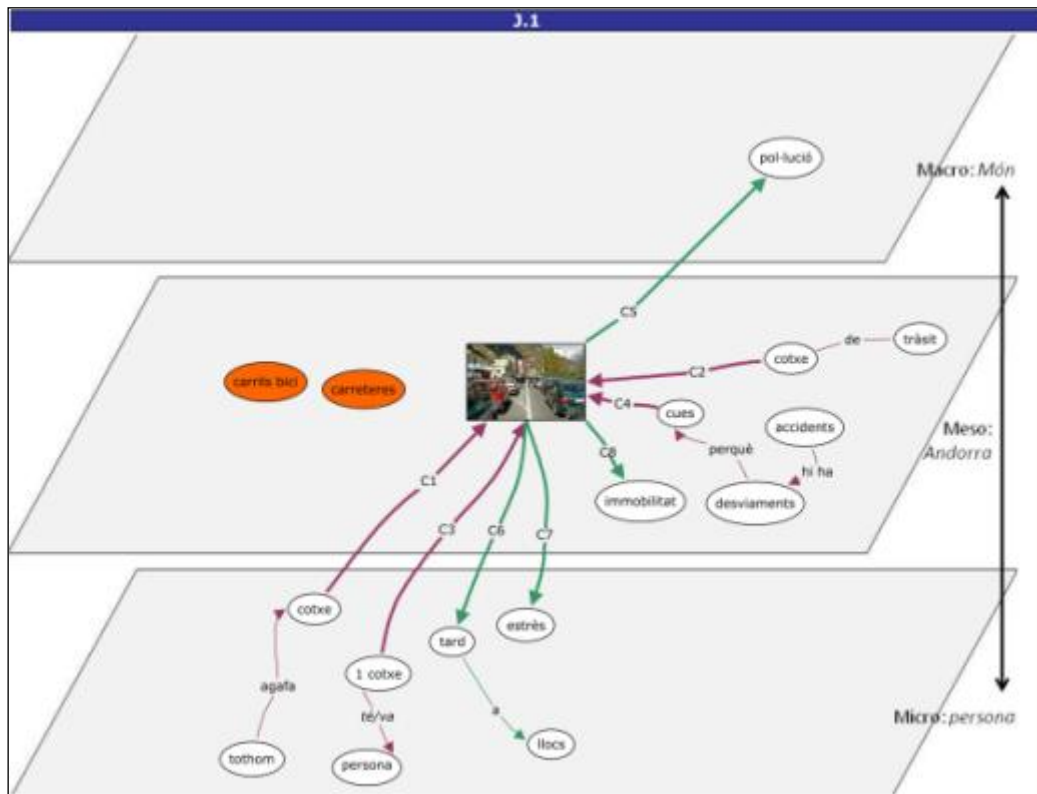 J.1
pol·lució
Macro: Món
C5
tràsit
de
cotxe
C2
carrils bici
carreteres
C4
cues
accidents
Meso:
Andorra
perquè
C8
hi ha
C1
immobilitat
desviaments
C3
C6
C7
cotxe
estrès
tard
1 cotxe
agafa
te/va
a
Micro: persona
llocs
tothom
persona